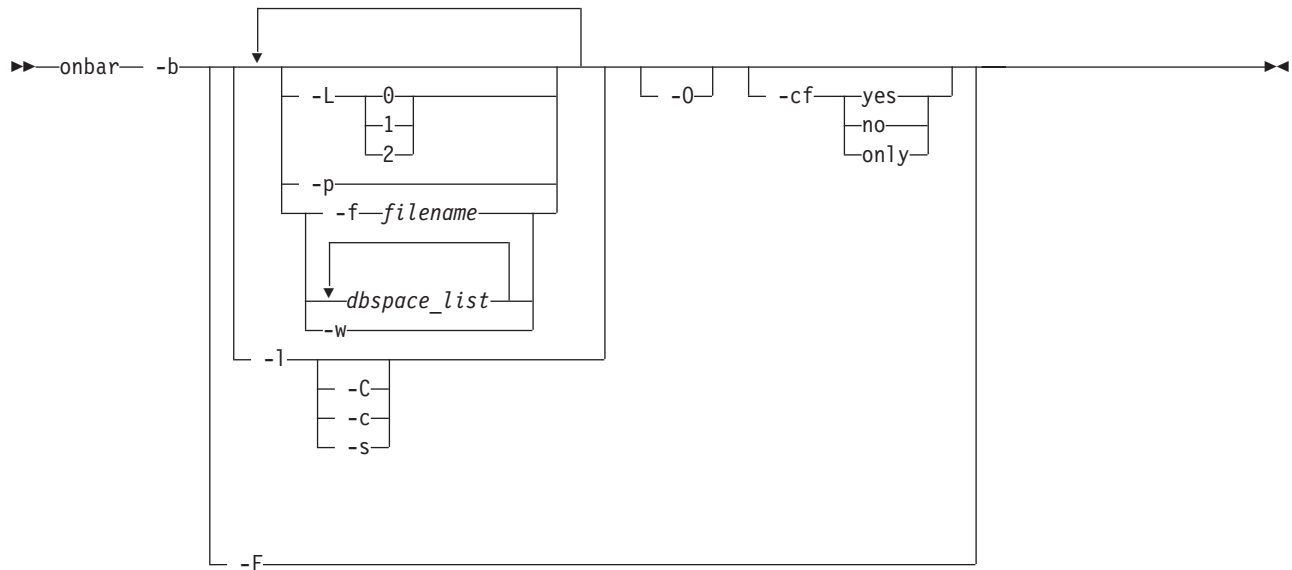 onbar -b
-L 0 -O -cf yes
1 no
2 only
-p
-f filename
dbspace_list
-w
-l
-C
-c
-s
-F